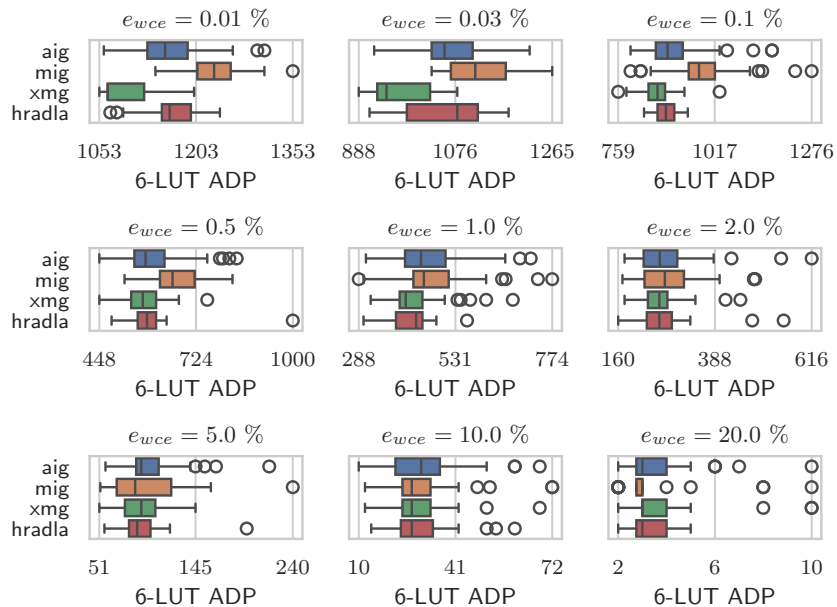 e_wce = 0.01 % e_wce = 0.03 % e_wce = 0.1 %
aig
mig
xmg
hradla
1053 1203 1353 888 1076 1265 759 1017 1276
6-LUT ADP 6-LUT ADP 6-LUT ADP
e_wce = 0.5 % e_wce = 1.0 % e_wce = 2.0 %
aig
mig
xmg
hradla
448 724 1000 288 531 774 160 388 616
6-LUT ADP 6-LUT ADP 6-LUT ADP
e_wce = 5.0 % e_wce = 10.0 % e_wce = 20.0 %
aig
mig
xmg
hradla
51 145 240 10 41 72 2 6 10
6-LUT ADP 6-LUT ADP 6-LUT ADP